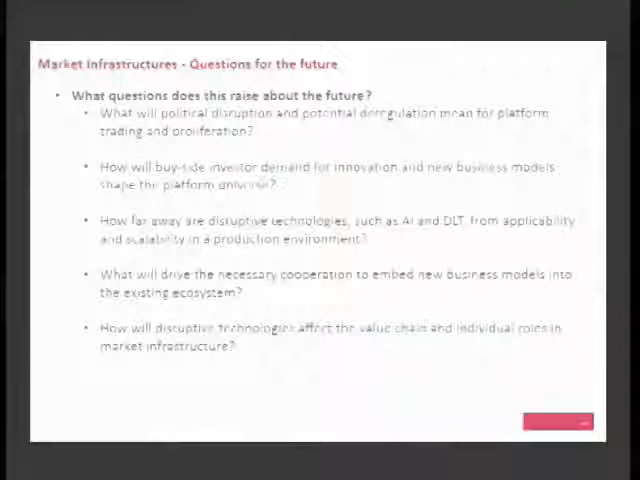 Market Infrastructures - Questions for the future
• What questions does this raise about the future?
• What will political disruption and potential deregulation mean for platform
trading and proliferation?
• How will buy-side investor demand for innovation and new business models
shape the platform universe?
• How far away are disruptive technologies, such as AI and DLT, from applicability
and scalability in a production environment?
• What will drive the necessary cooperation to embed new business models into
the existing ecosystem?
• How will disruptive technologies affect the value chain and individual roles in
market infrastructure?